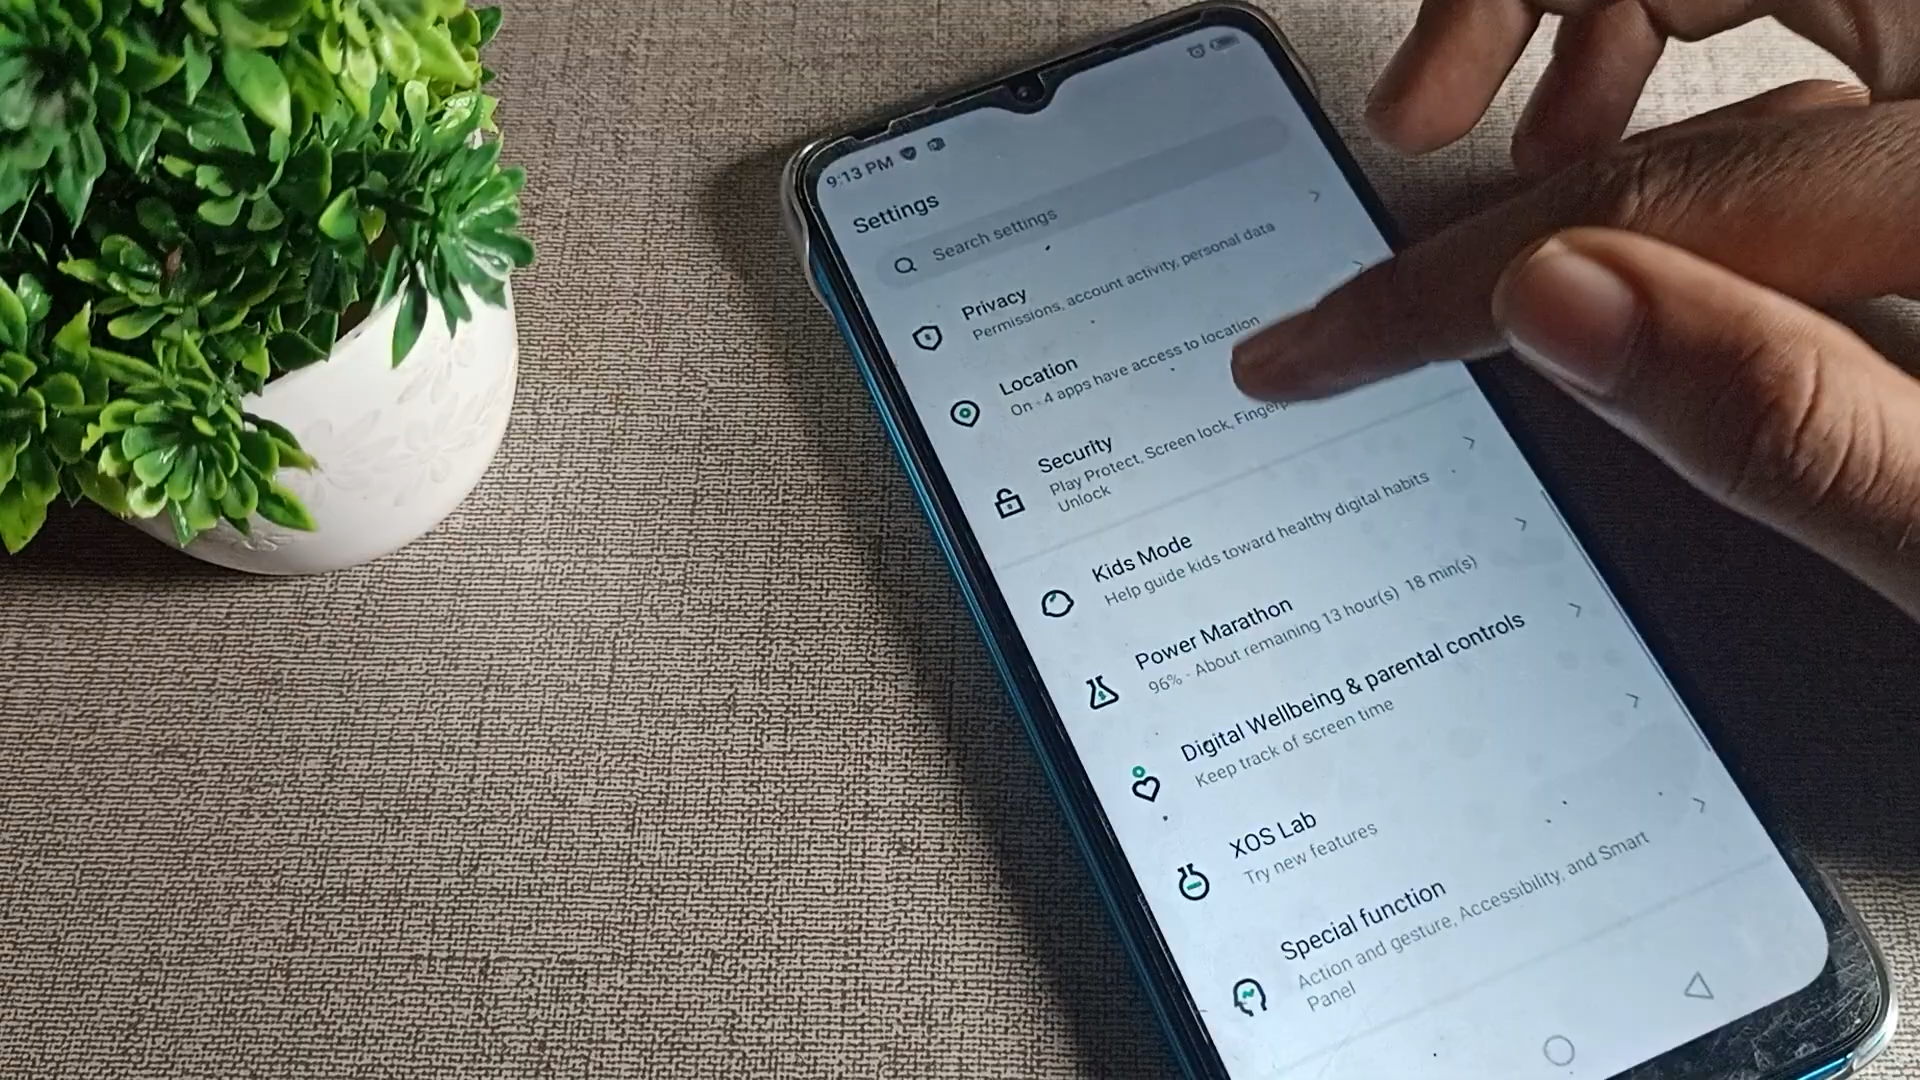 9:13 PM
Settings
Search settings
Privacy
Permissions, account activity, personal data
Location
On - 4 apps have access to location
Security
Play Protect, Screen lock,
Unlock
Kids Mode
Help guide kids toward healthy digital habits
Power Marathon
96% - About remaining 13 hour(s) 18 min(s)
Digital Wellbeing & parental controls
Keep track of screen time
XOS Lab
Try new features
Special function
Action and gesture, Accessibility, and Smart
Panel